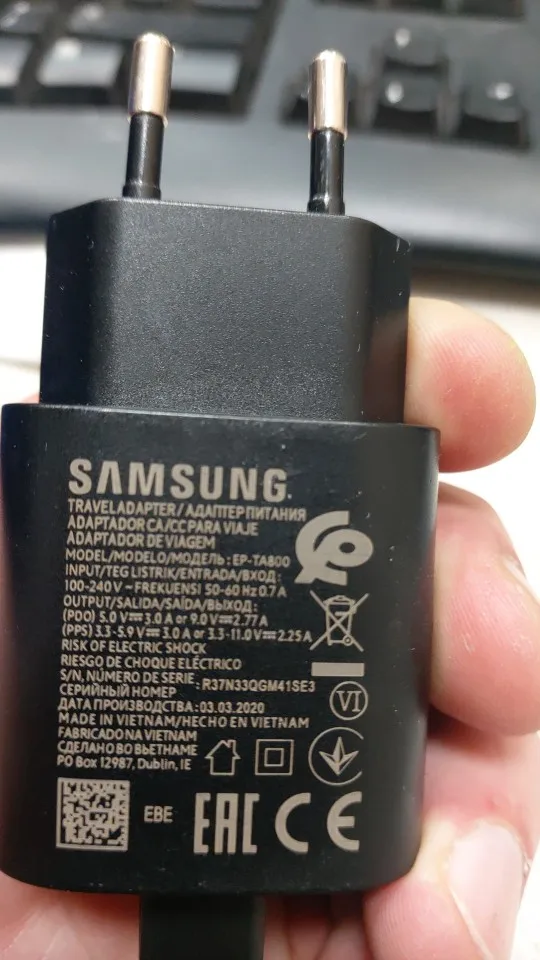 SAMSUNG
TRAVEL ADAPTER / АДАПТЕР ПИТАНИЯ
ADAPTADOR CA/CC PARA VIAJE
ADAPTADOR DE VIAGEM
MODEL/MODELO/МОДЕЛЬ : EP-TA800
INPUT/TEG LISTRIK/ENTRADA/ВХОД :
100-240 V ~ FREKUENSI 50-60 Hz 0.7 A
OUTPUT/SALIDA/SAÍDA/ВЫХОД :
(PDO) 5.0 V⎓3.0 A or 9.0 V⎓2.77 A
(PPS) 3.3-5.9 V⎓3.0 A or 3.3-11.0 V⎓2.25 A
RISK OF ELECTRIC SHOCK
RIESGO DE CHOQUE ELÉCTRICO
S/N, NÚMERO DE SERIE : R37N33QGM41SE3
СЕРИЙНЫЙ НОМЕР
ДАТА ПРОИЗВОДСТВА : 03.03.2020
MADE IN VIETNAM/HECHO EN VIETNAM
FABRICADO NA VIETNAM
СДЕЛАНО ВО ВЬЕТНАМЕ
PO Box 12987, Dublin, IE
VI
EBE
EAC CE